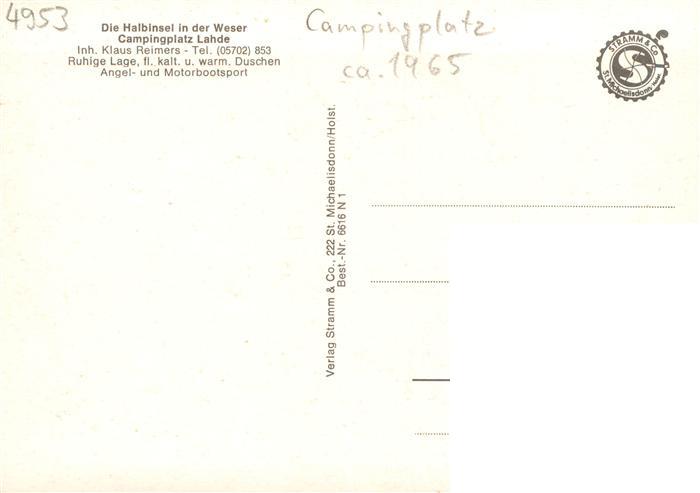 4953
Die Halbinsel in der Weser
Campingplatz Lahde
Inh. Klaus Reimers - Tel. (05702) 853
Ruhige Lage, fl. kalt. u. warm. Duschen
Angel- und Motorbootsport
Campingplatz
ca. 1965
STRAMM & Co
St. Michaelisdonn/Holst.
Verlag Stramm & Co., 222 St. Michaelisdonn/Holst.
Best.-Nr. 6616 N 1